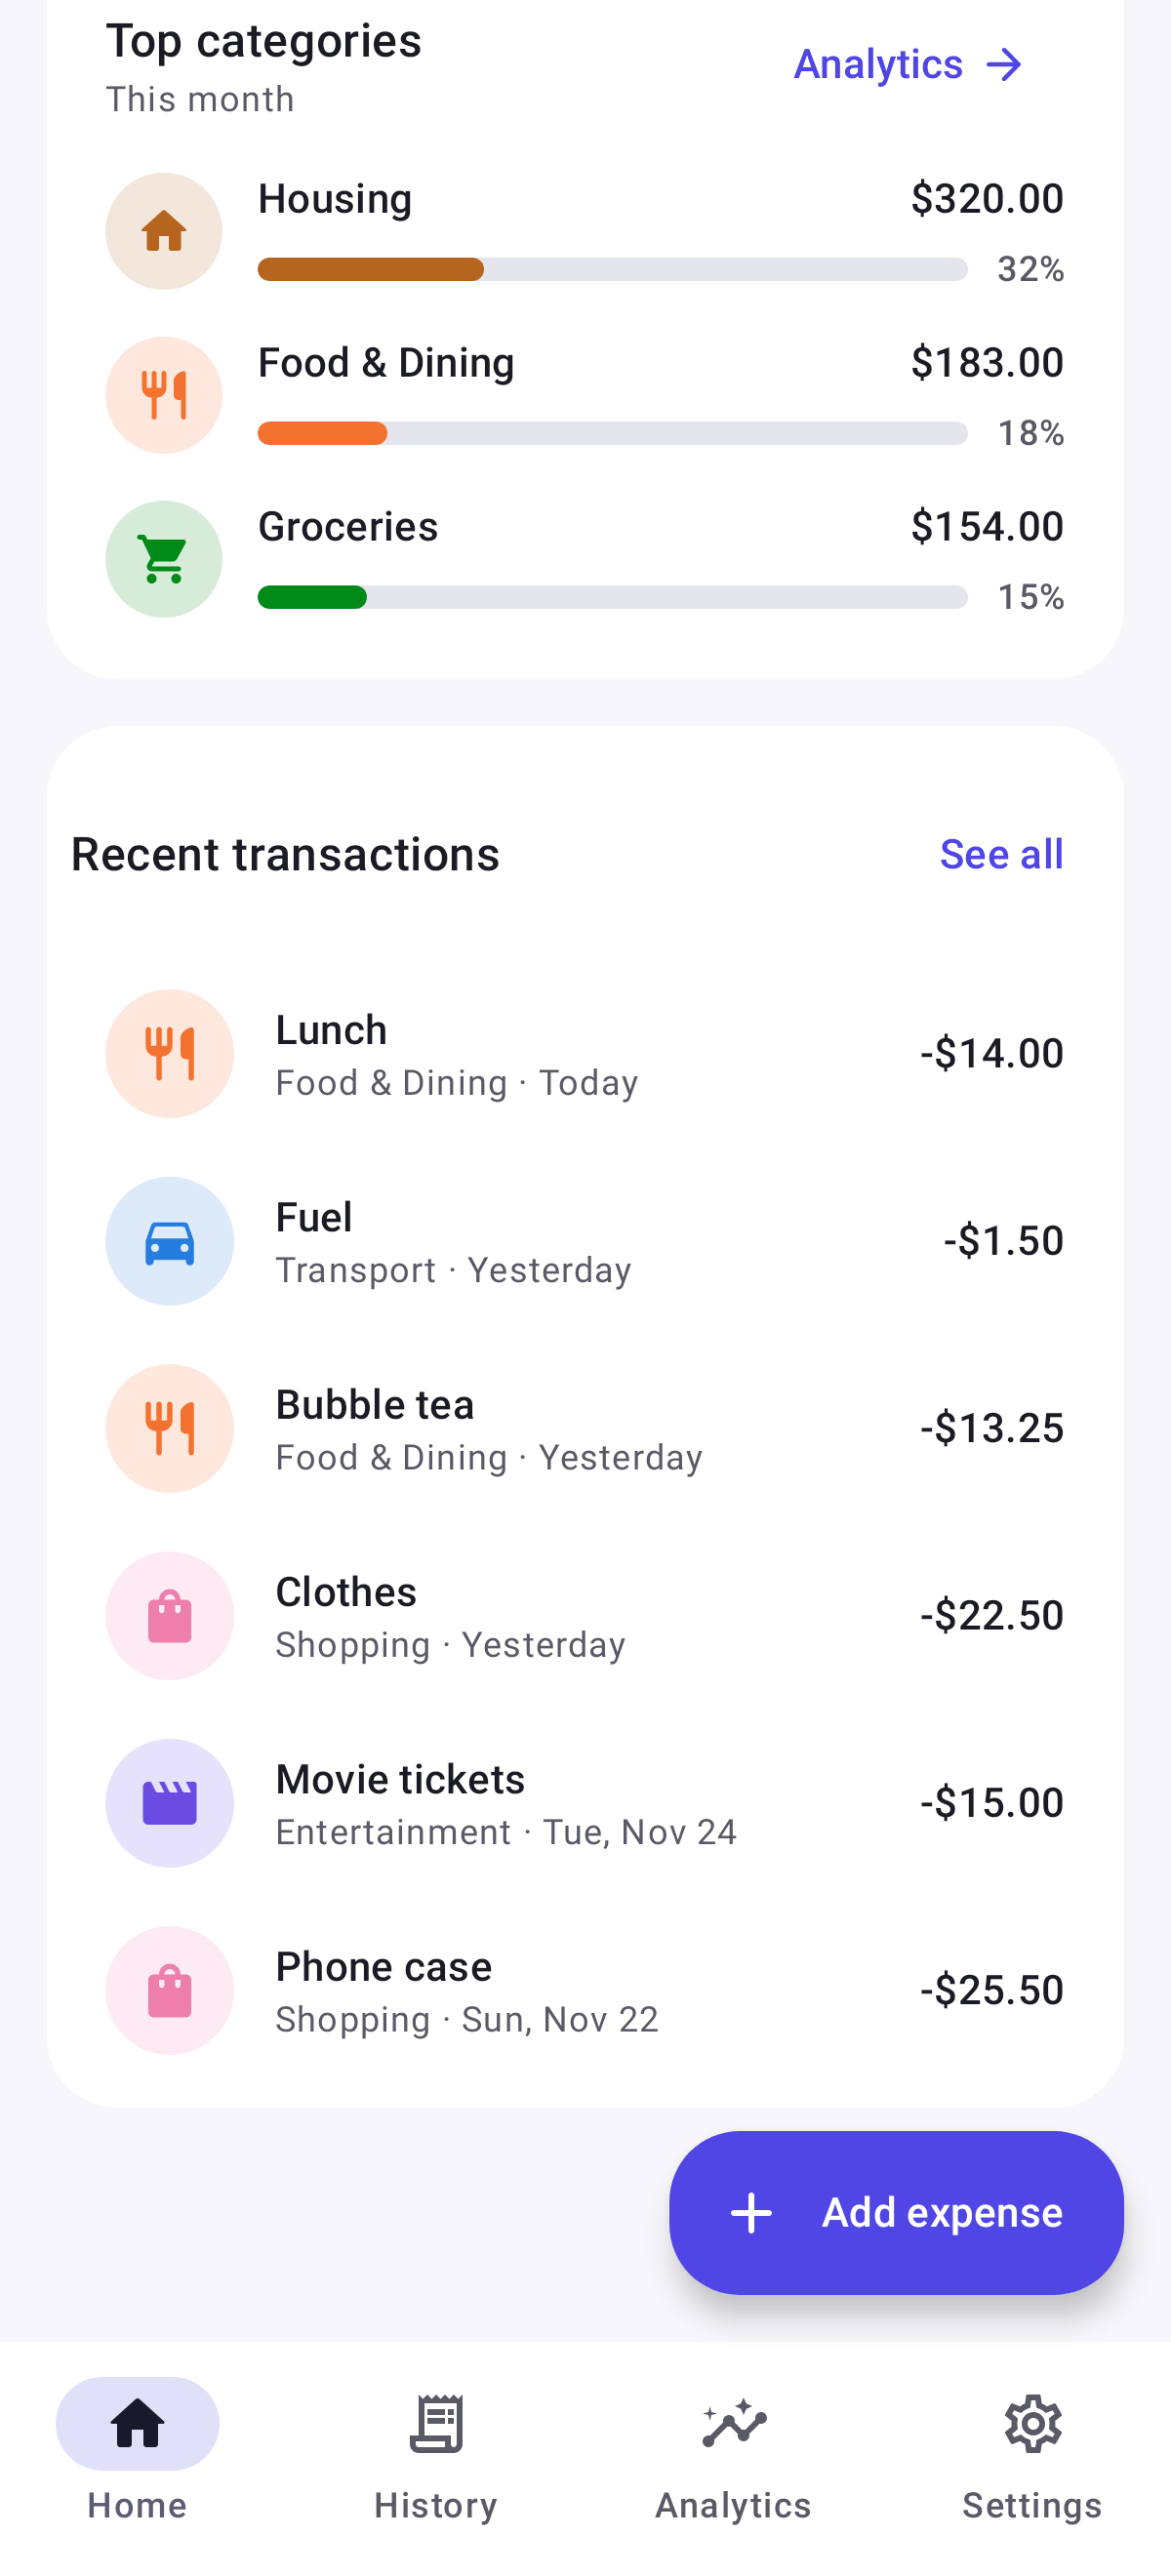 Top categories
Analytics
This month
Housing $320.00
32%
Food & Dining $183.00
18%
Groceries $154.00
15%
Recent transactions See all
Lunch
Food & Dining · Today
-$14.00
Fuel
Transport · Yesterday
-$1.50
Bubble tea
Food & Dining · Yesterday
-$13.25
Clothes
Shopping · Yesterday
-$22.50
Movie tickets
Entertainment · Tue, Nov 24
-$15.00
Phone case
Shopping · Sun, Nov 22
-$25.50
Add expense
Home History Analytics Settings